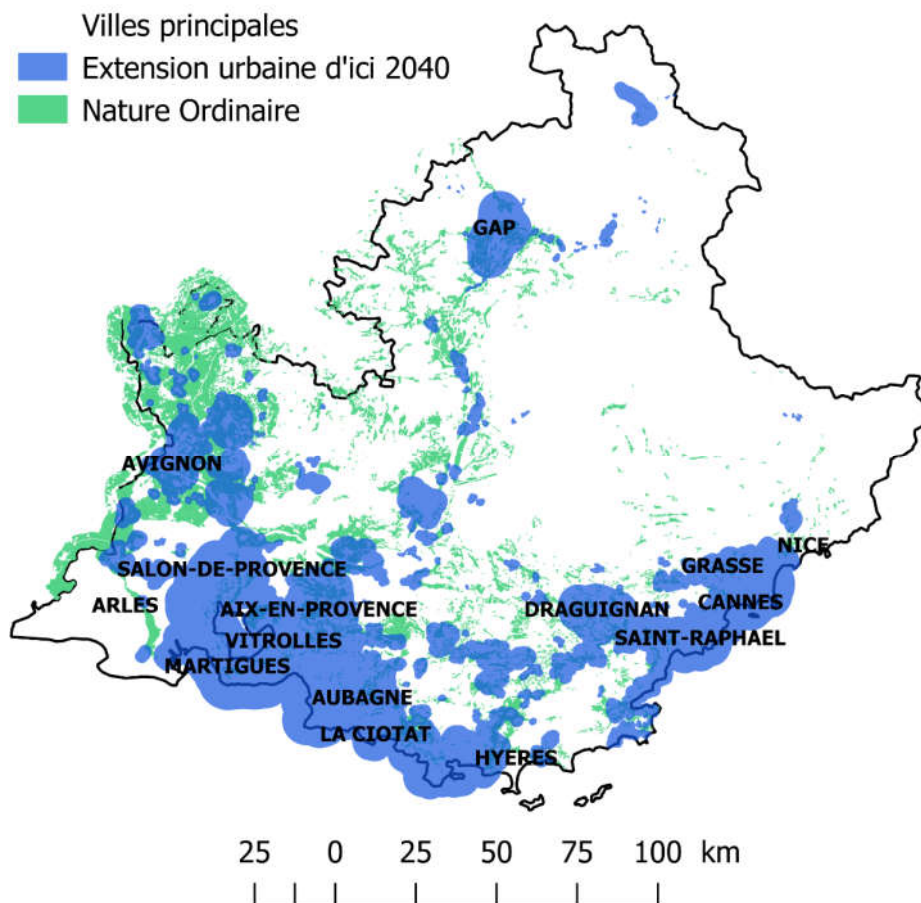 Villes principales
Extension urbaine d'ici 2040
Nature Ordinaire
GAP
AVIGNON
NICE
SALON-DE-PROVENCE
GRASSE
ARLES
AIX-EN-PROVENCE
DRAGUIGNAN
CANNES
VITROLLES
SAINT-RAPHAEL
MARTIGUES
AUBAGNE
LA CIOTAT
HYERES
25 0 25 50 75 100 km